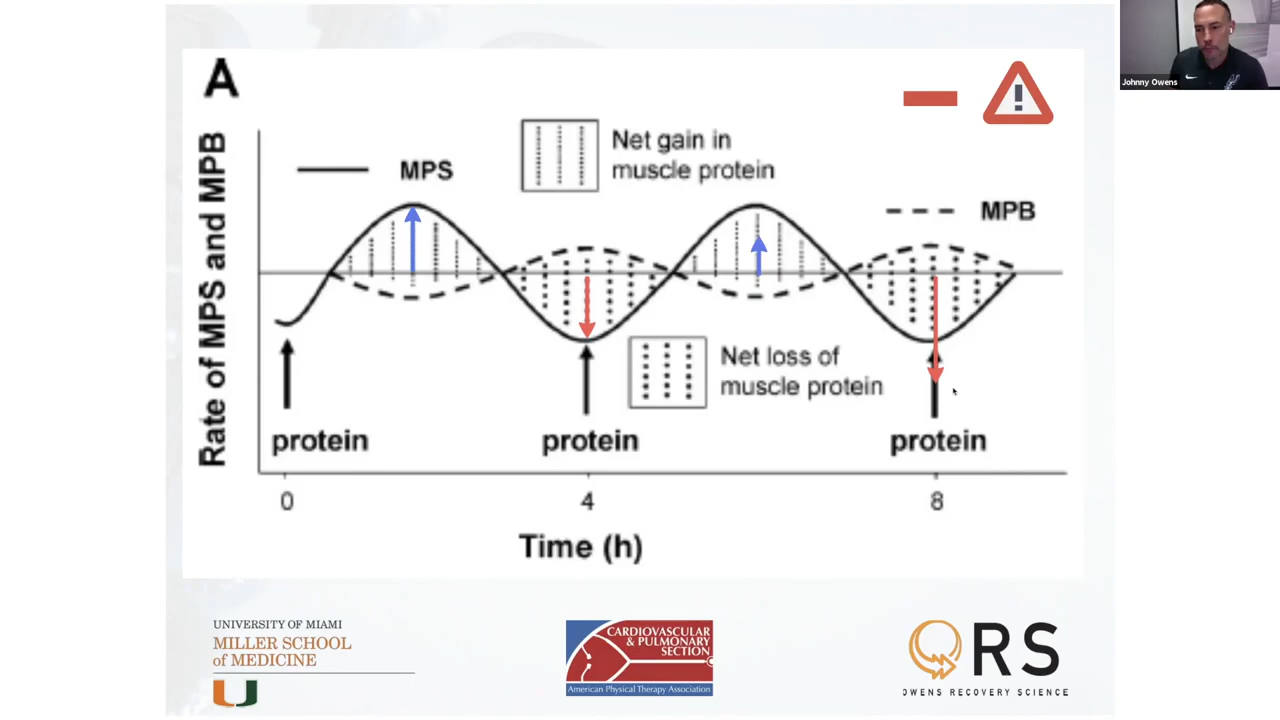 A
Johnny Owens
Rate of MPS and MPB
MPS
Net gain in
muscle protein
MPB
Net loss of
muscle protein
protein
protein
protein
0
4
8
Time (h)
UNIVERSITY OF MIAMI
MILLER SCHOOL
of MEDICINE
CARDIOVASCULAR
& PULMONARY
SECTION
American Physical Therapy Association
RS
OWENS RECOVERY SCIENCE